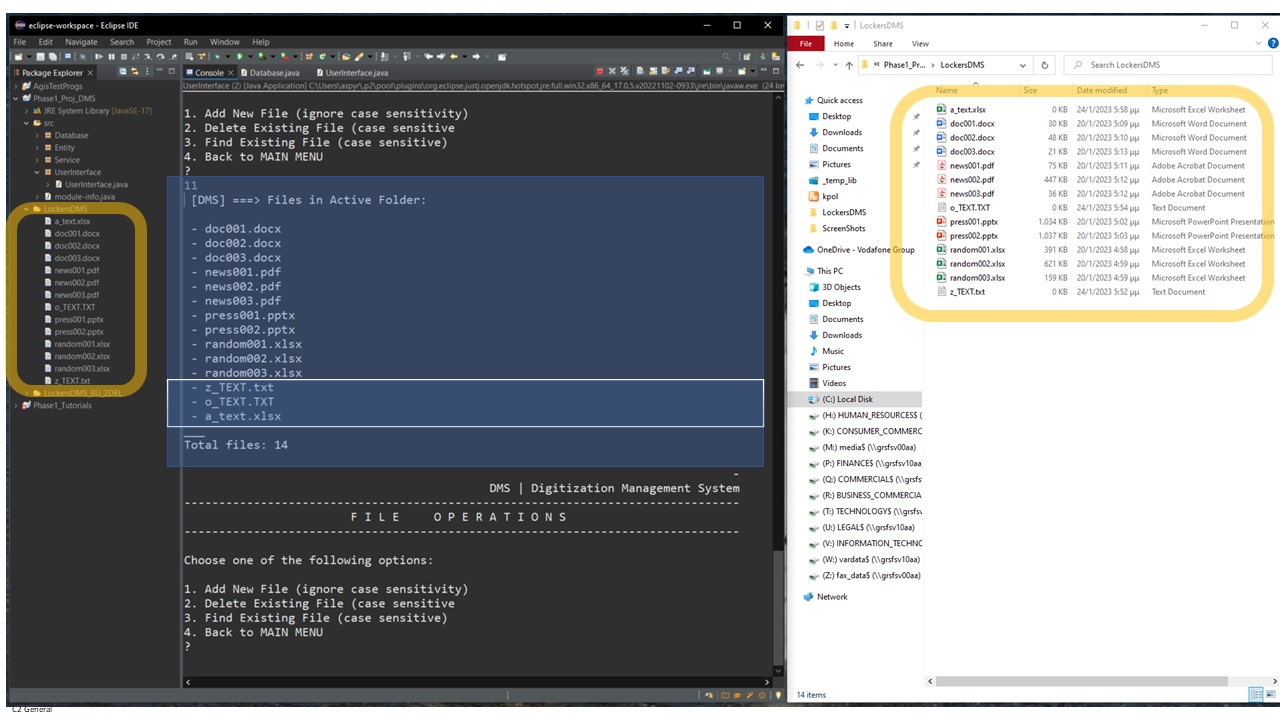 eclipse-workspace - Eclipse IDE
File Edit Navigate Search Project Run Window Help
Package Explorer
AgisTestProgs
Phase1_Proj_DMS
JRE System Library [JavaSE-17]
src
Database
Entity
Service
UserInterface
UserInterface.java
module-info.java
LockersDMS
a_text.xlsx
doc001.docx
doc002.docx
doc003.docx
news001.pdf
news002.pdf
news003.pdf
o_TEXT.TXT
press001.pptx
press002.pptx
random001.xlsx
random002.xlsx
random003.xlsx
z_TEXT.txt
Phase1_Tutorials
Console Database.java UserInterface.java
UserInterface (2) [Java Application] C:\Users\aspyr\.p2\pool\plugins\org.eclipse.justj.openjdk.hotspot.jre.full.win32.x86_64_17.0.5.v20221102-0933\jre\bin\javaw.exe (24 Ιαν
1. Add New File (ignore case sensitivity)
2. Delete Existing File (case sensitive
3. Find Existing File (case sensitive)
4. Back to MAIN MENU
?
11
[DMS] ===> Files in Active Folder:
- doc001.docx
- doc002.docx
- doc003.docx
- news001.pdf
- news002.pdf
- news003.pdf
- press001.pptx
- press002.pptx
- random001.xlsx
- random002.xlsx
- random003.xlsx
- z_TEXT.txt
- o_TEXT.TXT
- a_text.xlsx
___
Total files: 14
-
DMS | Digitization Management System
--------------------------------------------------------------------------------
F I L E   O P E R A T I O N S
--------------------------------------------------------------------------------
Choose one of the following options:
1. Add New File (ignore case sensitivity)
2. Delete Existing File (case sensitive
3. Find Existing File (case sensitive)
4. Back to MAIN MENU
?
LockersDMS
File Home Share View
« Phase1_Pr... › LockersDMS
Search LockersDMS
Quick access
Desktop
Downloads
Documents
Pictures
_temp_lib
kpol
LockersDMS
ScreenShots
OneDrive - Vodafone Group
This PC
3D Objects
Desktop
Documents
Downloads
Music
Pictures
Videos
(C:) Local Disk
(H:) HUMAN_RESOURCES$ (
(K:) CONSUMER_COMMERC
(M:) media$ (\\grsfsv00aa)
(P:) FINANCE$ (\\grsfsv10aa
(Q:) COMMERCIAL$ (\\grsfsv
(R:) BUSINESS_COMMERCIA
(T:) TECHNOLOGY$ (\\grsfsv
(U:) LEGAL$ (\\grsfsv10aa)
(V:) INFORMATION_TECHNO
(W:) vardata$ (\\grsfsv10aa)
(Z:) fax_data$ (\\grsfsv00aa)
Network
Name Size Date modified Type
a_text.xlsx 0 KB 24/1/2023 5:58 μμ Microsoft Excel Worksheet
doc001.docx 30 KB 20/1/2023 5:09 μμ Microsoft Word Document
doc002.docx 48 KB 20/1/2023 5:10 μμ Microsoft Word Document
doc003.docx 21 KB 20/1/2023 5:13 μμ Microsoft Word Document
news001.pdf 75 KB 20/1/2023 5:11 μμ Adobe Acrobat Document
news002.pdf 447 KB 20/1/2023 5:12 μμ Adobe Acrobat Document
news003.pdf 36 KB 20/1/2023 5:12 μμ Adobe Acrobat Document
o_TEXT.TXT 0 KB 24/1/2023 5:54 μμ Text Document
press001.pptx 1.034 KB 20/1/2023 5:02 μμ Microsoft PowerPoint Presentation
press002.pptx 1.037 KB 20/1/2023 5:03 μμ Microsoft PowerPoint Presentation
random001.xlsx 391 KB 20/1/2023 4:58 μμ Microsoft Excel Worksheet
random002.xlsx 621 KB 20/1/2023 4:59 μμ Microsoft Excel Worksheet
random003.xlsx 159 KB 20/1/2023 4:59 μμ Microsoft Excel Worksheet
z_TEXT.txt 0 KB 24/1/2023 5:52 μμ Text Document
14 items
C2 General